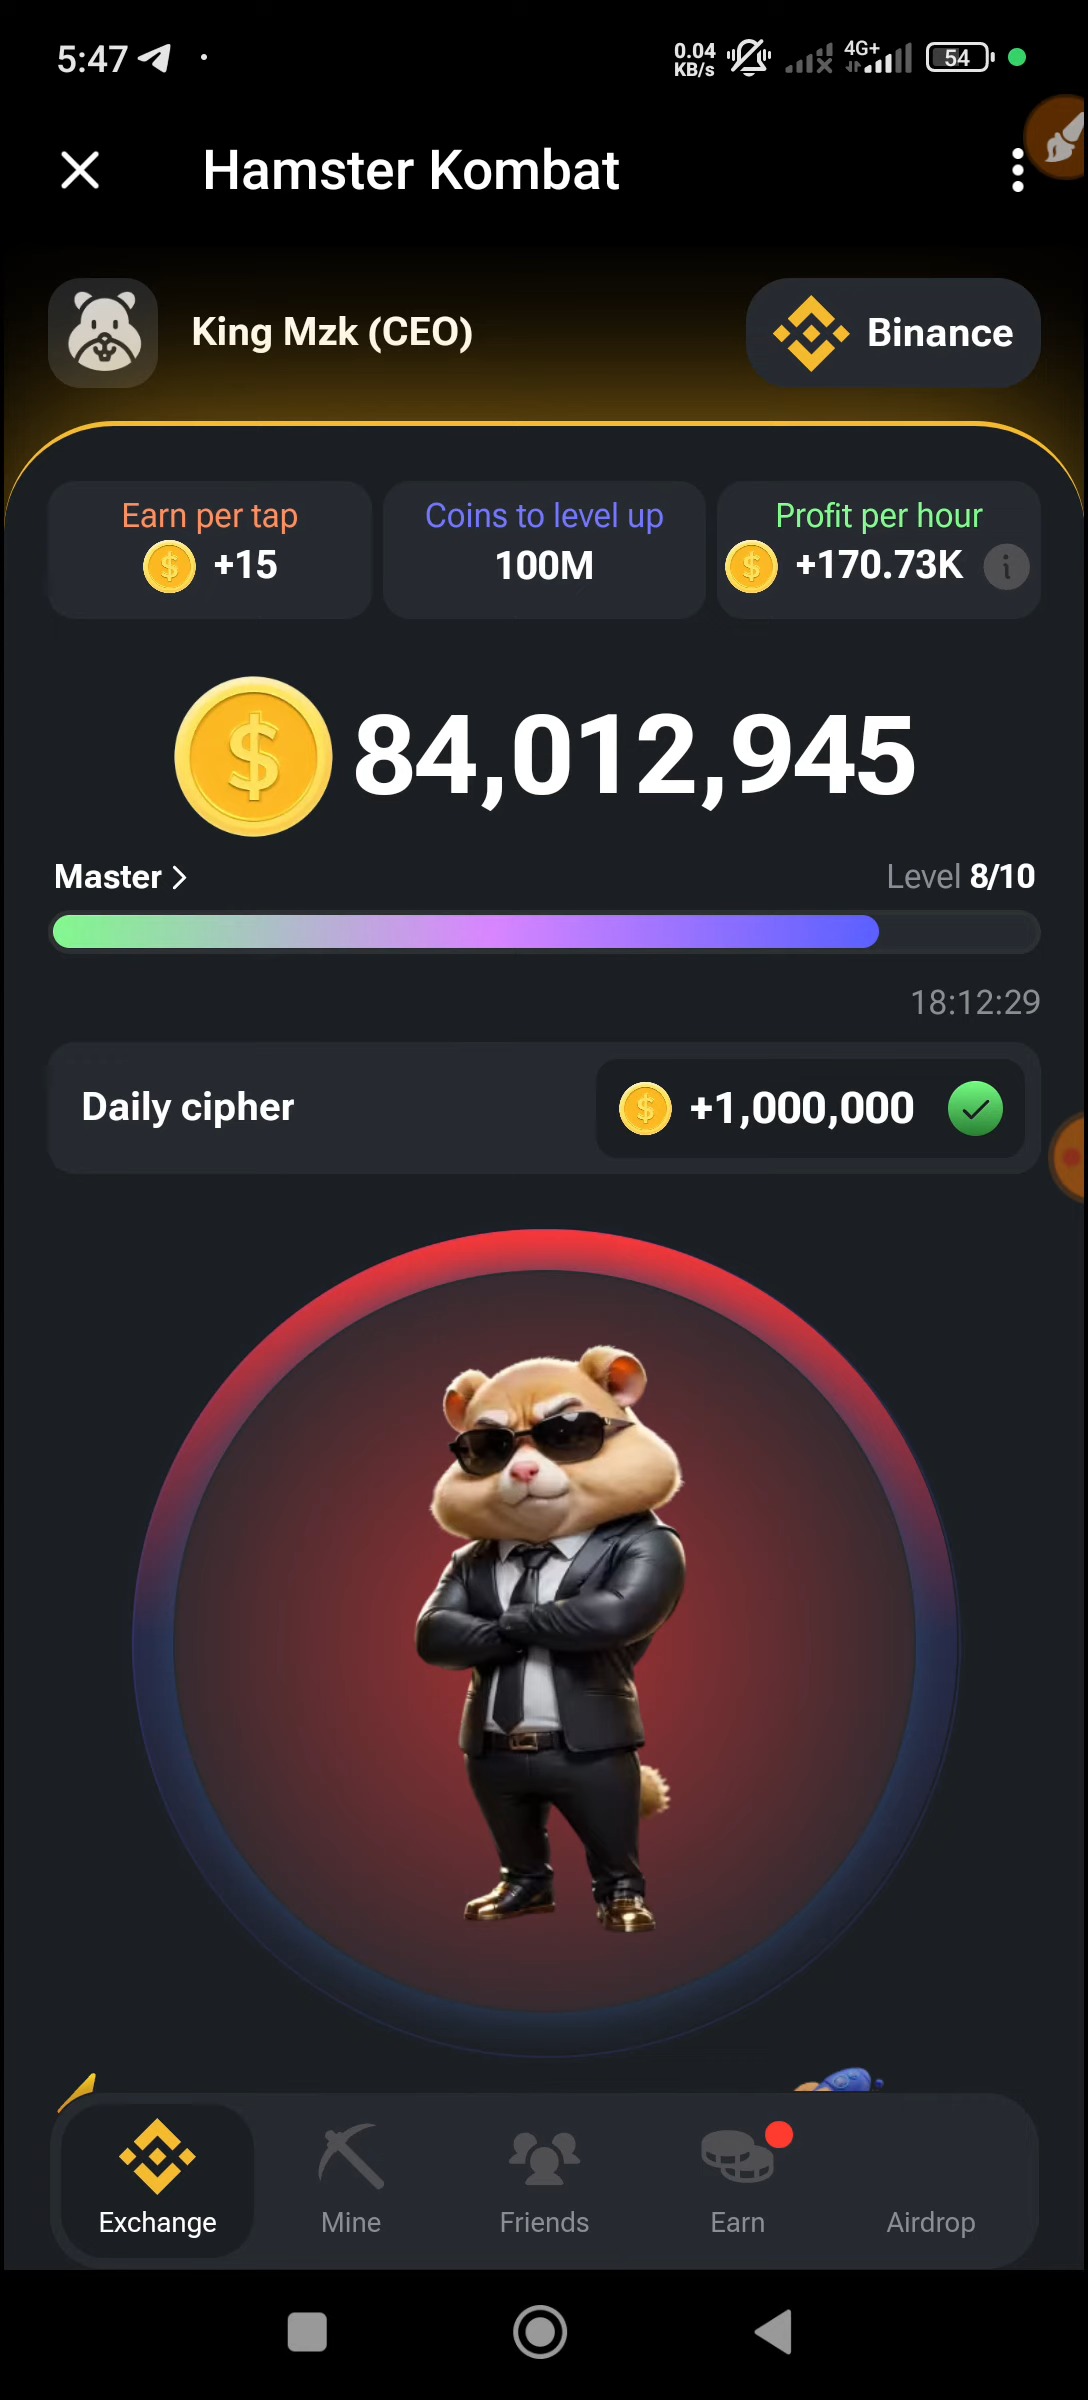 5:47
0.04 KB/s
4G+
54
Hamster Kombat
King Mzk (CEO)
Binance
Earn per tap
Coins to level up
Profit per hour
+15
100M
+170.73K
84,012,945
Master >
Level 8/10
18:12:29
Daily cipher
+1,000,000
Exchange
Mine
Friends
Earn
Airdrop